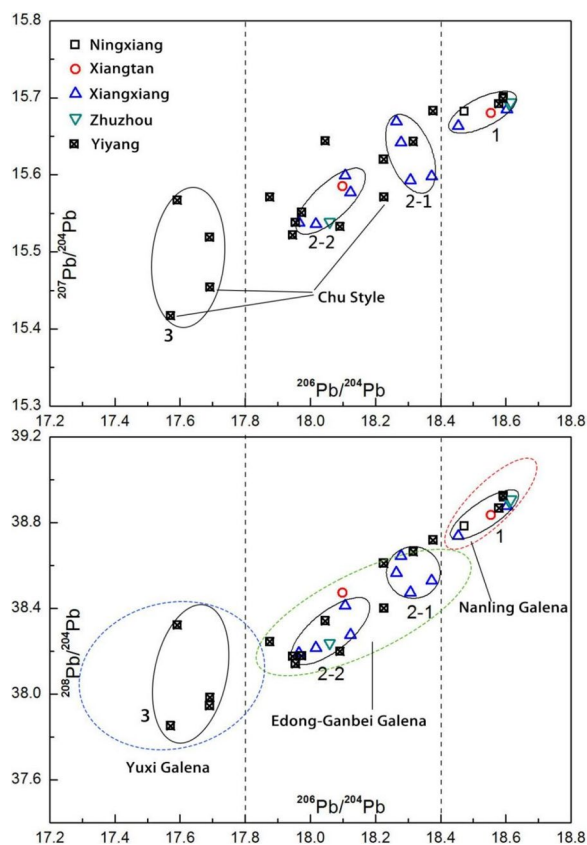 15.8
15.7
15.6
15.5
15.4
15.3
²⁰⁷Pb/²⁰⁴Pb
Ningxiang
Xiangtan
Xiangxiang
Zhuzhou
Yiyang
1
2-1
2-2
Chu Style
3
²⁰⁶Pb/²⁰⁴Pb
17.2 17.4 17.6 17.8 18.0 18.2 18.4 18.6 18.8
39.2
38.8
38.4
38.0
37.6
²⁰⁸Pb/²⁰⁴Pb
1
Nanling Galena
2-1
2-2
3
Edong-Ganbei Galena
Yuxi Galena
²⁰⁶Pb/²⁰⁴Pb
17.2 17.4 17.6 17.8 18.0 18.2 18.4 18.6 18.8